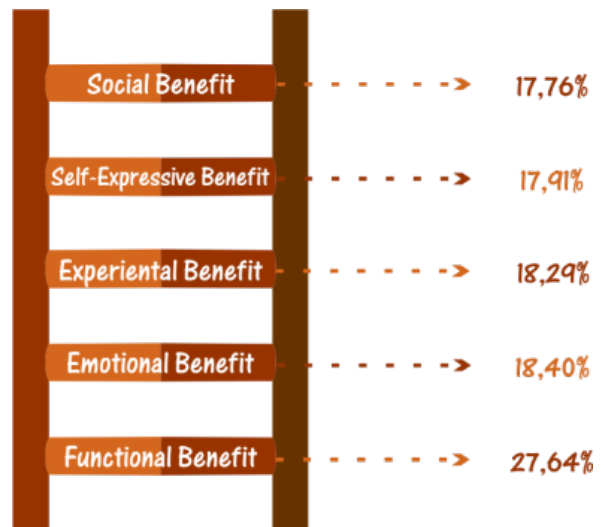 Social Benefit 17,76%
Self-Expressive Benefit 17,91%
Experiental Benefit 18,29%
Emotional Benefit 18,40%
Functional Benefit 27,64%